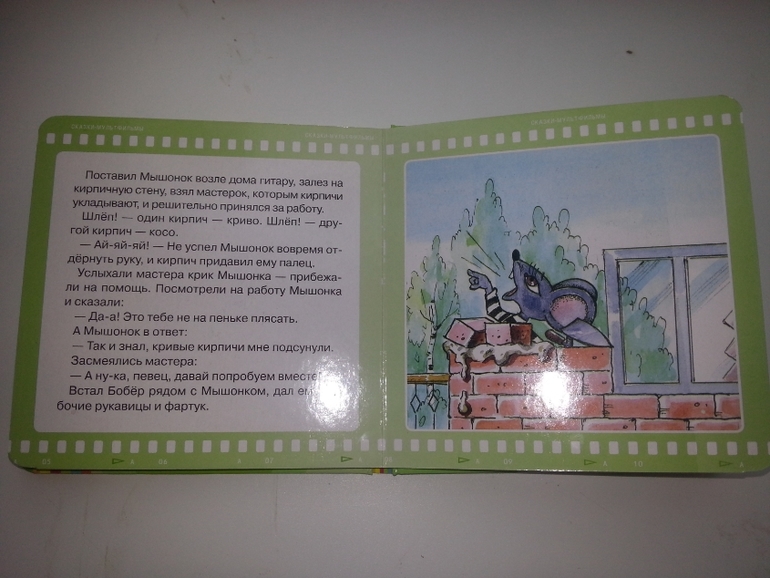 Поставил Мышонок возле дома гитару, залез на
кирпичную стену, взял мастерок, которым кирпичи
укладывают, и решительно принялся за работу.
Шлёп! — один кирпич — криво. Шлёп! — дру-
гой кирпич — косо.
— Ай-яй-яй! — Не успел Мышонок вовремя от-
дёрнуть руку, и кирпич придавил ему палец.
Услыхали мастера крик Мышонка — прибежа-
ли на помощь. Посмотрели на работу Мышонка
и сказали:
— Да-а! Это тебе не на пеньке плясать.
А Мышонок в ответ:
— Так и знал, кривые кирпичи мне подсунули.
Засмеялись мастера:
— А ну-ка, певец, давай попробуем вместе
Встал Бобёр рядом с Мышонком, дал
бочие рукавицы и фартук.